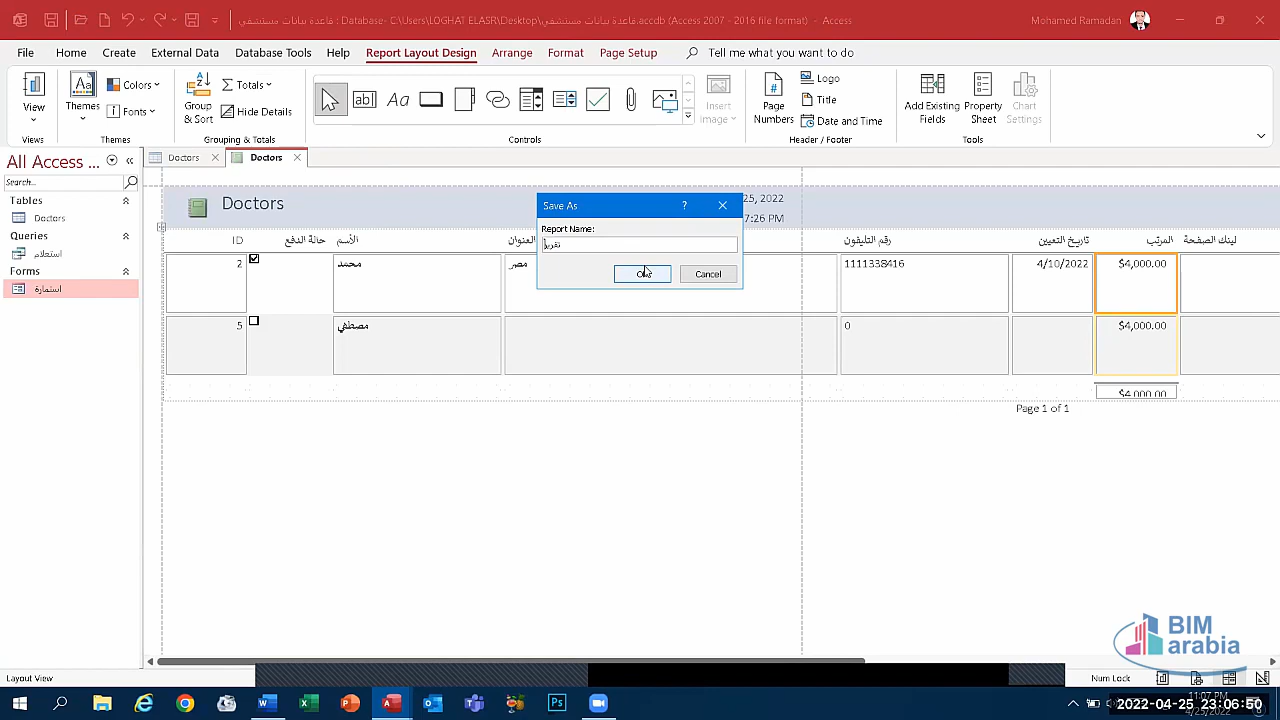 قاعدة بيانات مستشفي : Database- C:\Users\LOGHAT ELASR\Desktop\قاعدة بيانات مستشفي.accdb (Access 2007 - 2016 file format) - Access
Mohamed Ramadan
File Home Create External Data Database Tools Help Report Layout Design Arrange Format Page Setup Tell me what you want to do
View
Themes
Colors
Fonts
Group & Sort
Totals
Hide Details
Insert Image
Page Numbers
Logo
Title
Date and Time
Add Existing Fields
Property Sheet
Chart Settings
Views Themes Grouping & Totals Controls Header / Footer Tools
All Access ...
Search...
Tables
Doctors
Queries
استعلام
Forms
استمارة
Doctors Doctors
Doctors
25, 2022
7:26 PM
ID حالة الدفع الأسم العنوان رقم التليفون تاريخ التعيين المرتب لينك الصفحة
2 محمد مصر 1111338416 4/10/2022 $4,000.00
5 مصطفي 0 $4,000.00
$4,000.00
Page 1 of 1
Save As
?
Report Name:
تقرير
OK Cancel
BIM
arabia
Layout View
Num Lock
2022-04-25 23:06:50